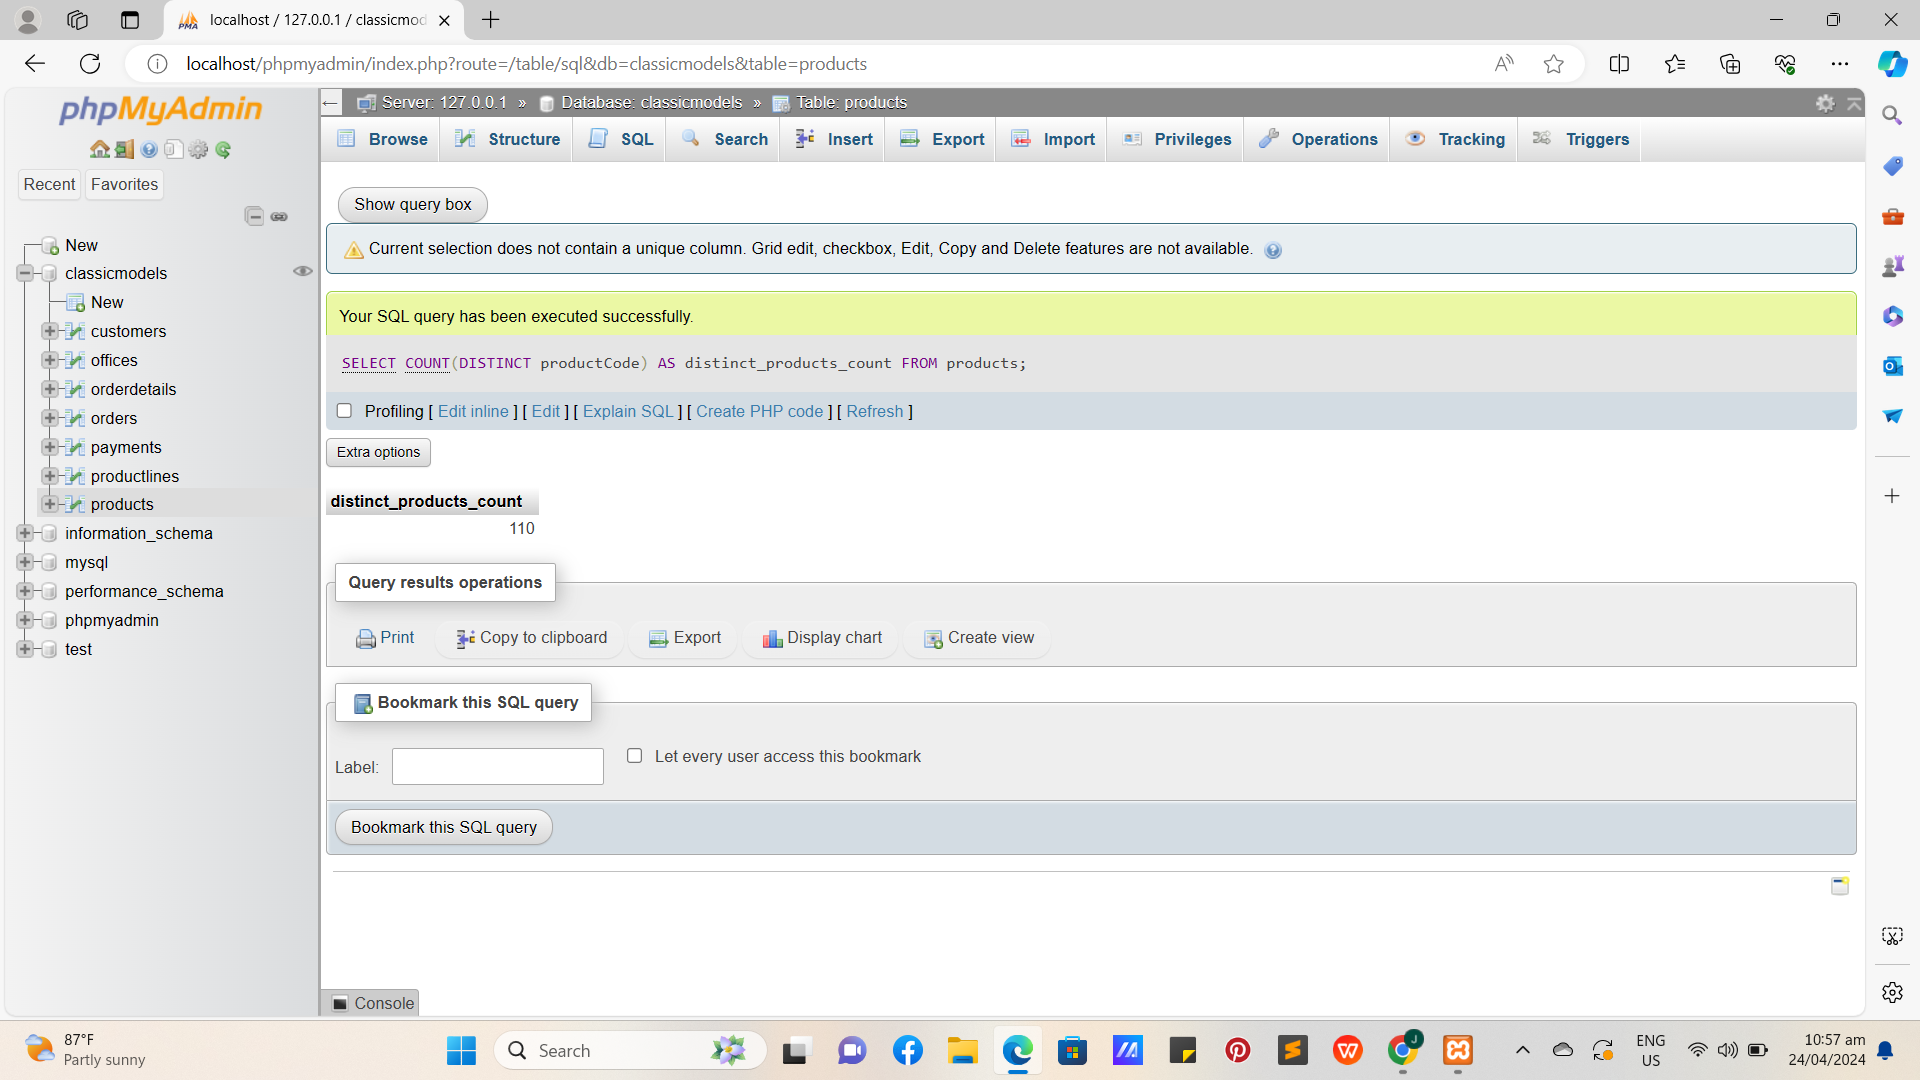 localhost / 127.0.0.1 / classicmod
localhost/phpmyadmin/index.php?route=/table/sql&db=classicmodels&table=products
phpMyAdmin
Recent Favorites
New
classicmodels
New
customers
offices
orderdetails
orders
payments
productlines
products
information_schema
mysql
performance_schema
phpmyadmin
test
Server: 127.0.0.1 » Database: classicmodels » Table: products
Browse Structure SQL Search Insert Export Import Privileges Operations Tracking Triggers
Show query box
Current selection does not contain a unique column. Grid edit, checkbox, Edit, Copy and Delete features are not available.
Your SQL query has been executed successfully.
SELECT COUNT(DISTINCT productCode) AS distinct_products_count FROM products;
Profiling [ Edit inline ] [ Edit ] [ Explain SQL ] [ Create PHP code ] [ Refresh ]
Extra options
distinct_products_count
110
Query results operations
Print Copy to clipboard Export Display chart Create view
Bookmark this SQL query
Label: Let every user access this bookmark
Bookmark this SQL query
Console
87°F
Partly sunny
Search
ENG
US
10:57 am
24/04/2024